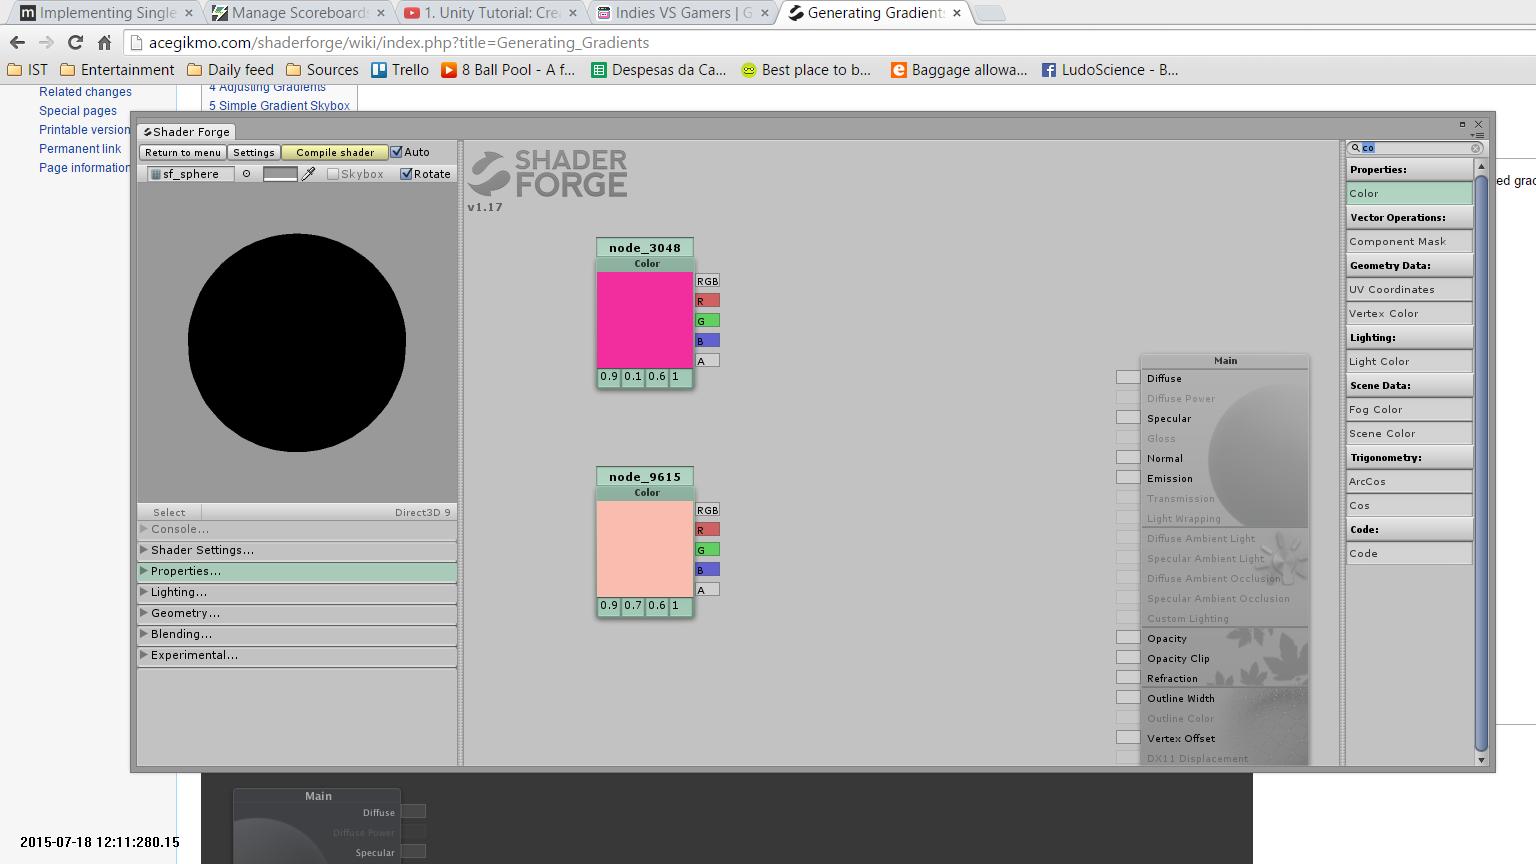 Implementing Single
Manage Scoreboards
1. Unity Tutorial: Cre
Indies VS Gamers | G
Generating Gradients
acegikmo.com/shaderforge/wiki/index.php?title=Generating_Gradients
IST
Entertainment
Daily feed
Sources
Trello
8 Ball Pool - A f...
Despesas da Ca...
Best place to b...
Baggage allowa...
LudoScience - B...
Related changes
Special pages
Printable version
Permanent link
Page information
4 Adjusting Gradients
5 Simple Gradient Skybox
Shader Forge
Return to menu
Settings
Compile shader
Auto
sf_sphere
Skybox
Rotate
Select
Direct3D 9
Console...
Shader Settings...
Properties...
Lighting...
Geometry...
Blending...
Experimental...
SHADER
FORGE
v1.17
node_3048
Color
RGB
R
G
B
A
0.9 0.1 0.6 1
node_9615
Color
RGB
R
G
B
A
0.9 0.7 0.6 1
Main
Diffuse
Diffuse Power
Specular
Gloss
Normal
Emission
Transmission
Light Wrapping
Diffuse Ambient Light
Specular Ambient Light
Diffuse Ambient Occlusion
Specular Ambient Occlusion
Custom Lighting
Opacity
Opacity Clip
Refraction
Outline Width
Outline Color
Vertex Offset
DX11 Displacement
co
Properties:
Color
Vector Operations:
Component Mask
Geometry Data:
UV Coordinates
Vertex Color
Lighting:
Light Color
Scene Data:
Fog Color
Scene Color
Trigonometry:
ArcCos
Cos
Code:
Code
ed grad
Main
Diffuse
Diffuse Power
Specular
2015-07-18 12:11:280.15